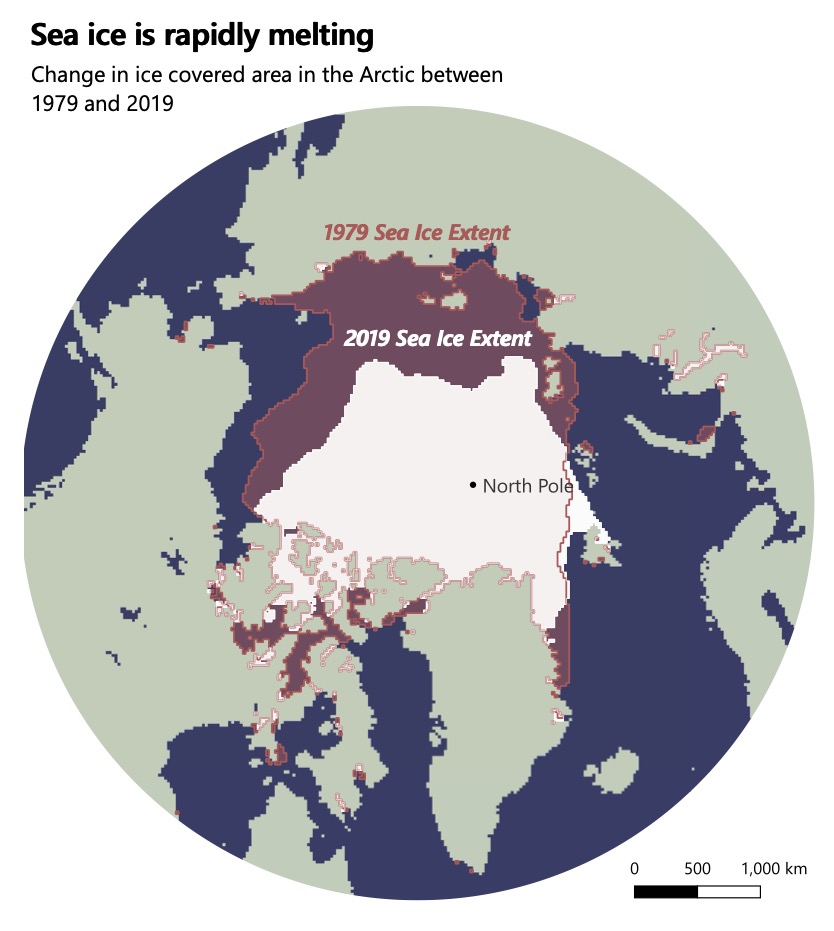 Sea ice is rapidly melting
Change in ice covered area in the Arctic between
1979 and 2019
1979 Sea Ice Extent
2019 Sea Ice Extent
North Pole
0 500 1,000 km